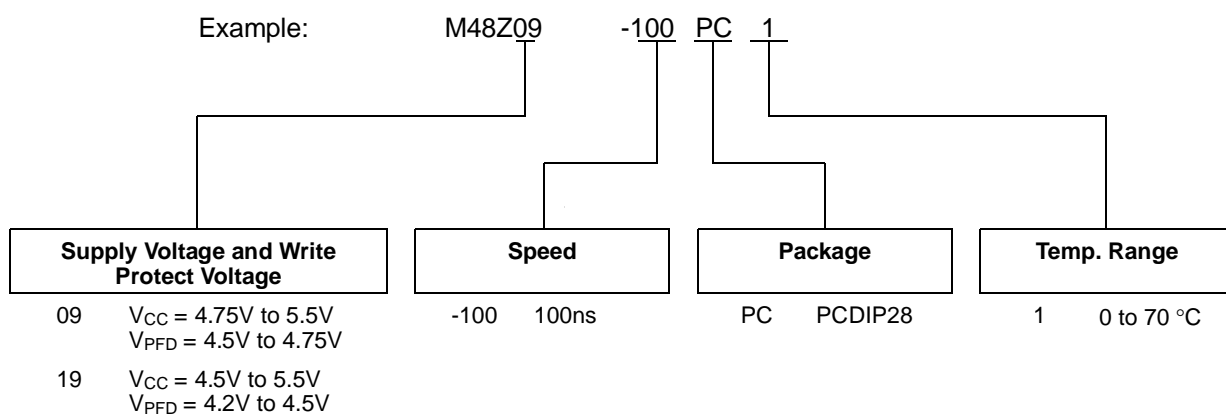 Example: M48Z09 -100 PC 1
Supply Voltage and Write
Protect Voltage
Speed
Package
Temp. Range
09 VCC = 4.75V to 5.5V
VPFD = 4.5V to 4.75V
19 VCC = 4.5V to 5.5V
VPFD = 4.2V to 4.5V
-100 100ns
PC PCDIP28
1 0 to 70 °C